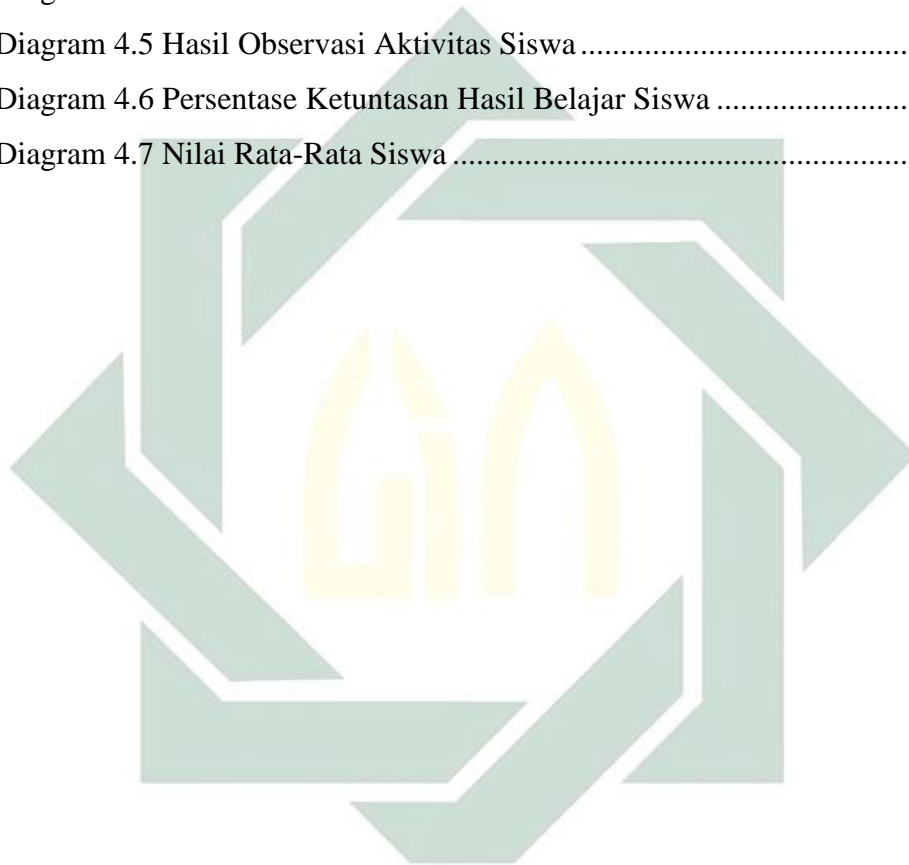 Diagram 4.5 Hasil Observasi Aktivitas Siswa ..........................................
Diagram 4.6 Persentase Ketuntasan Hasil Belajar Siswa ........................
Diagram 4.7 Nilai Rata-Rata Siswa ..........................................................